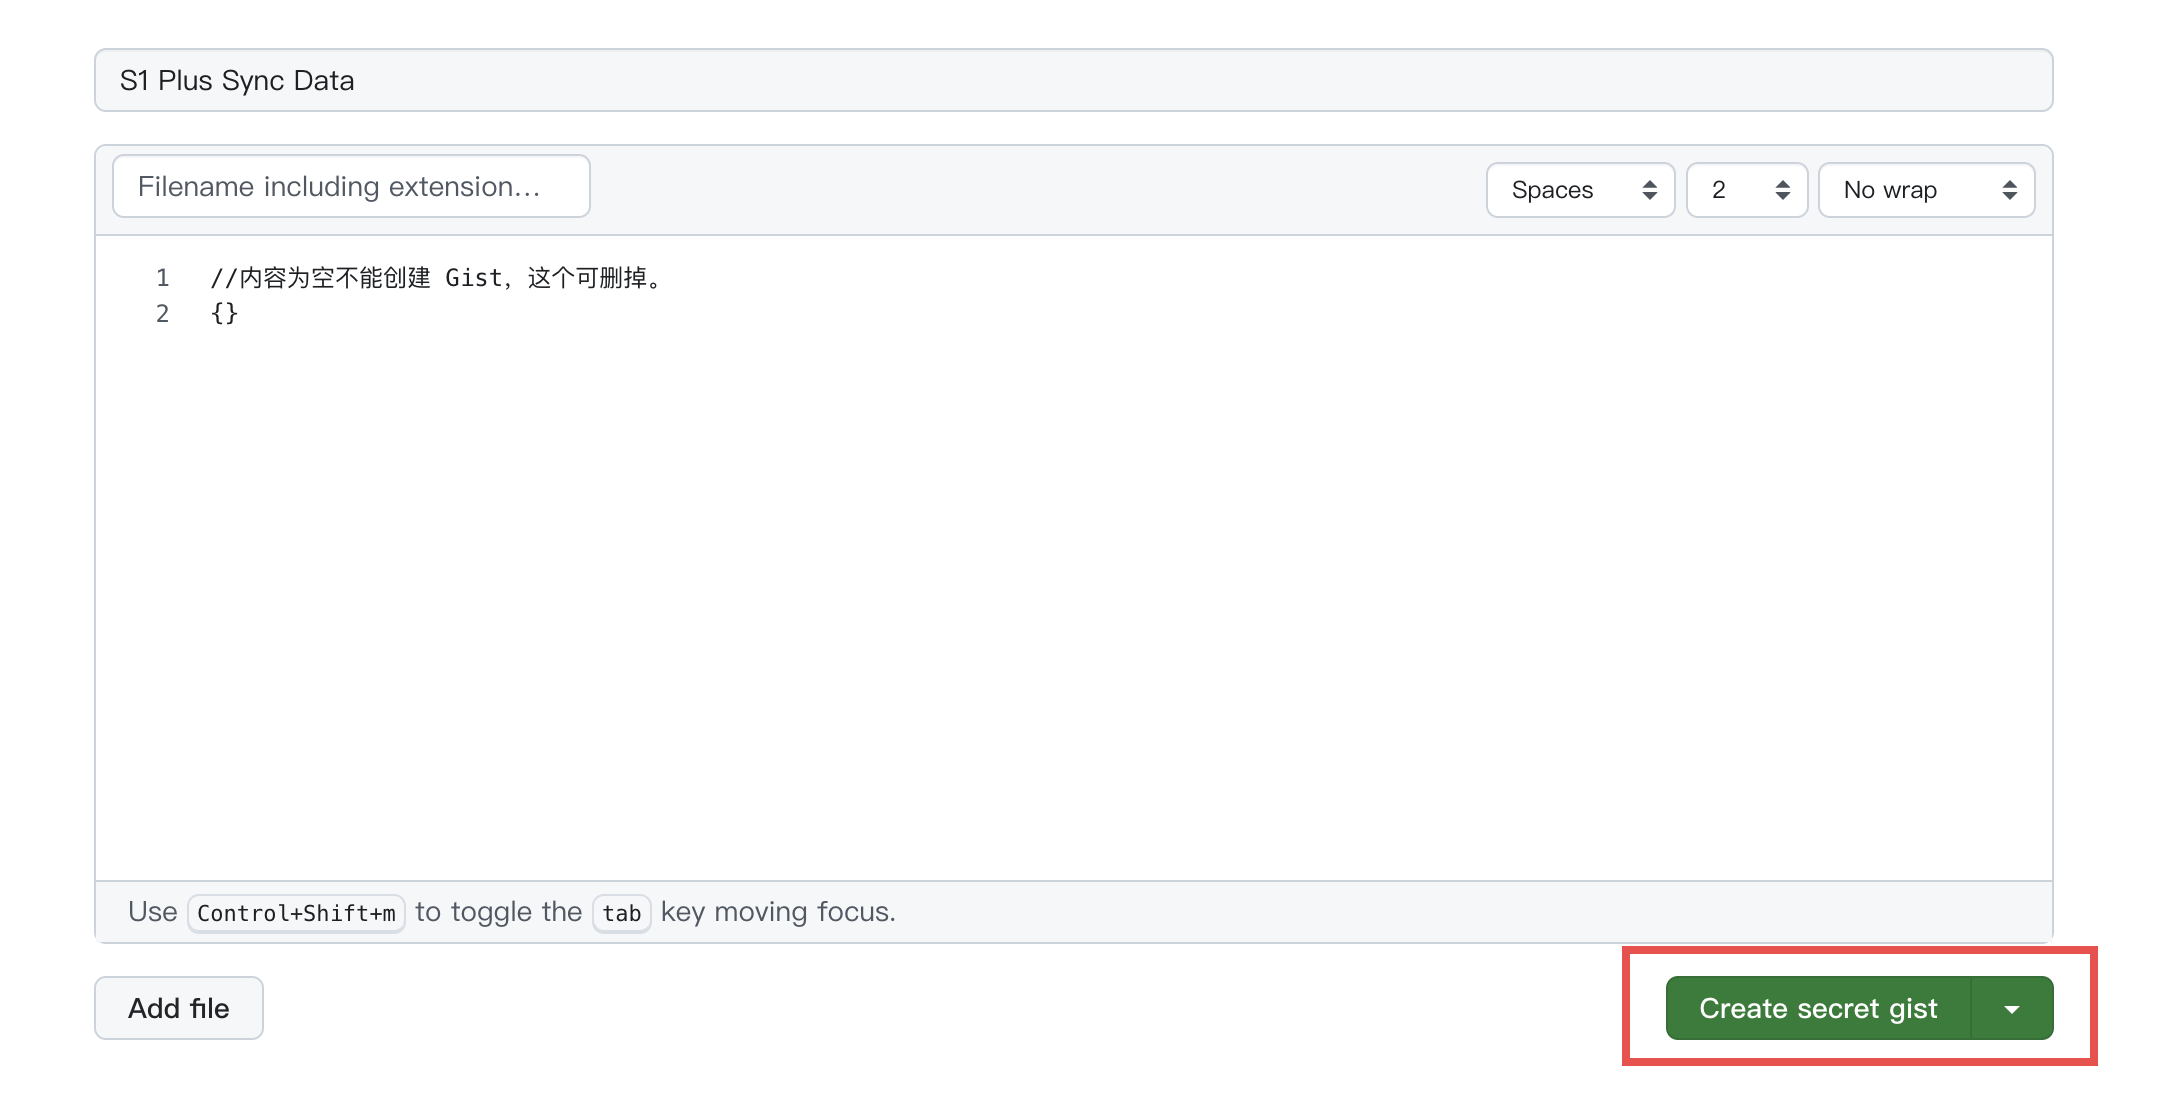 S1 Plus Sync Data
Filename including extension...
Spaces
2
No wrap
1 //内容为空不能创建 Gist，这个可删掉。
2 {}
Use Control+Shift+m to toggle the tab key moving focus.
Add file
Create secret gist